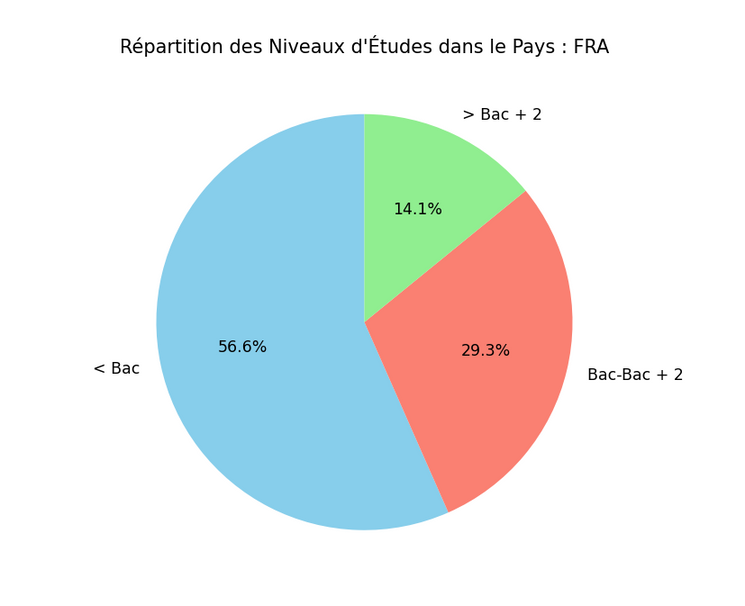 Répartition des Niveaux d'Études dans le Pays : FRA
> Bac + 2
14.1%
56.6%
29.3%
< Bac
Bac-Bac + 2